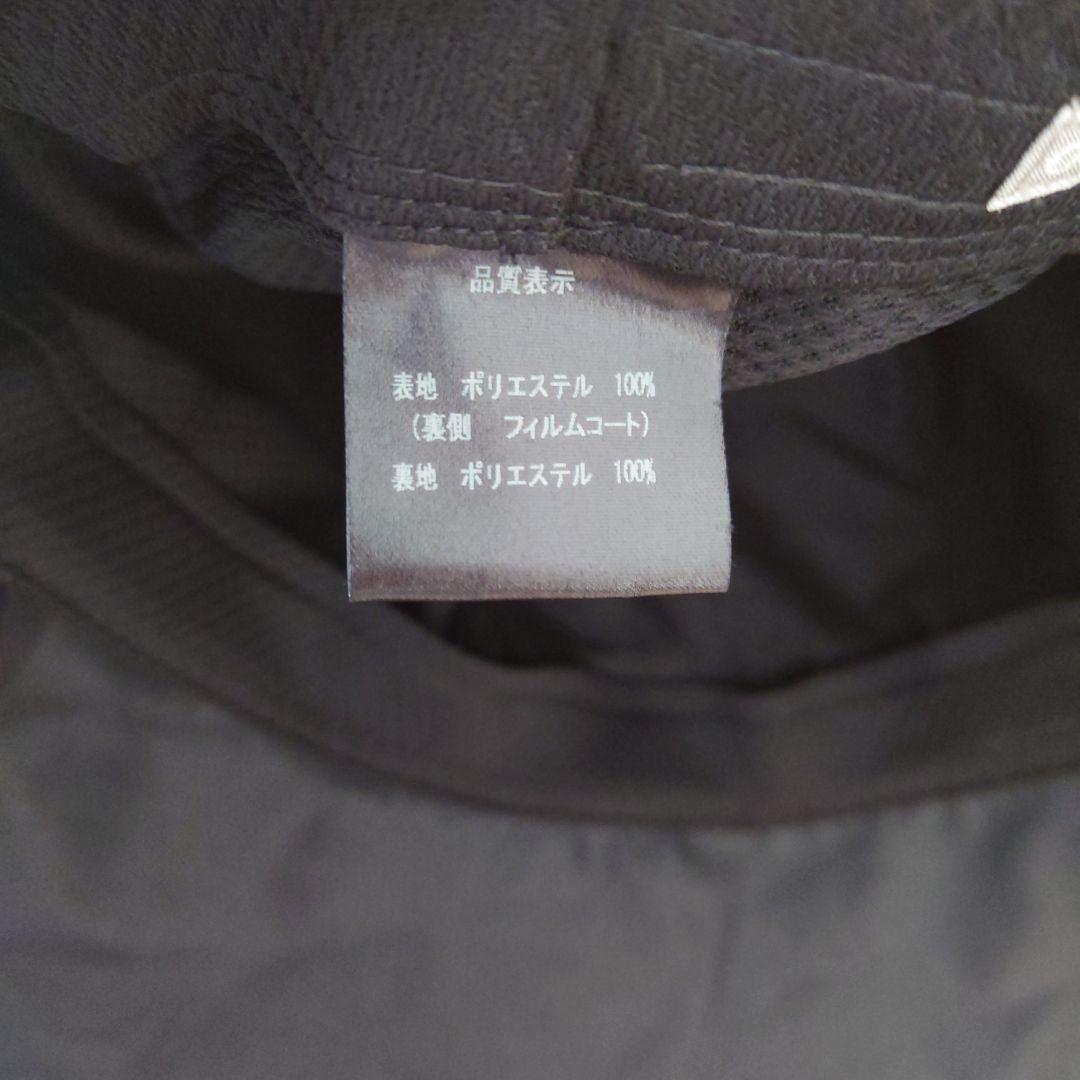 品質表示
表地 ポリエステル 100%
(裏側 フィルムコート)
裏地 ポリエステル 100%